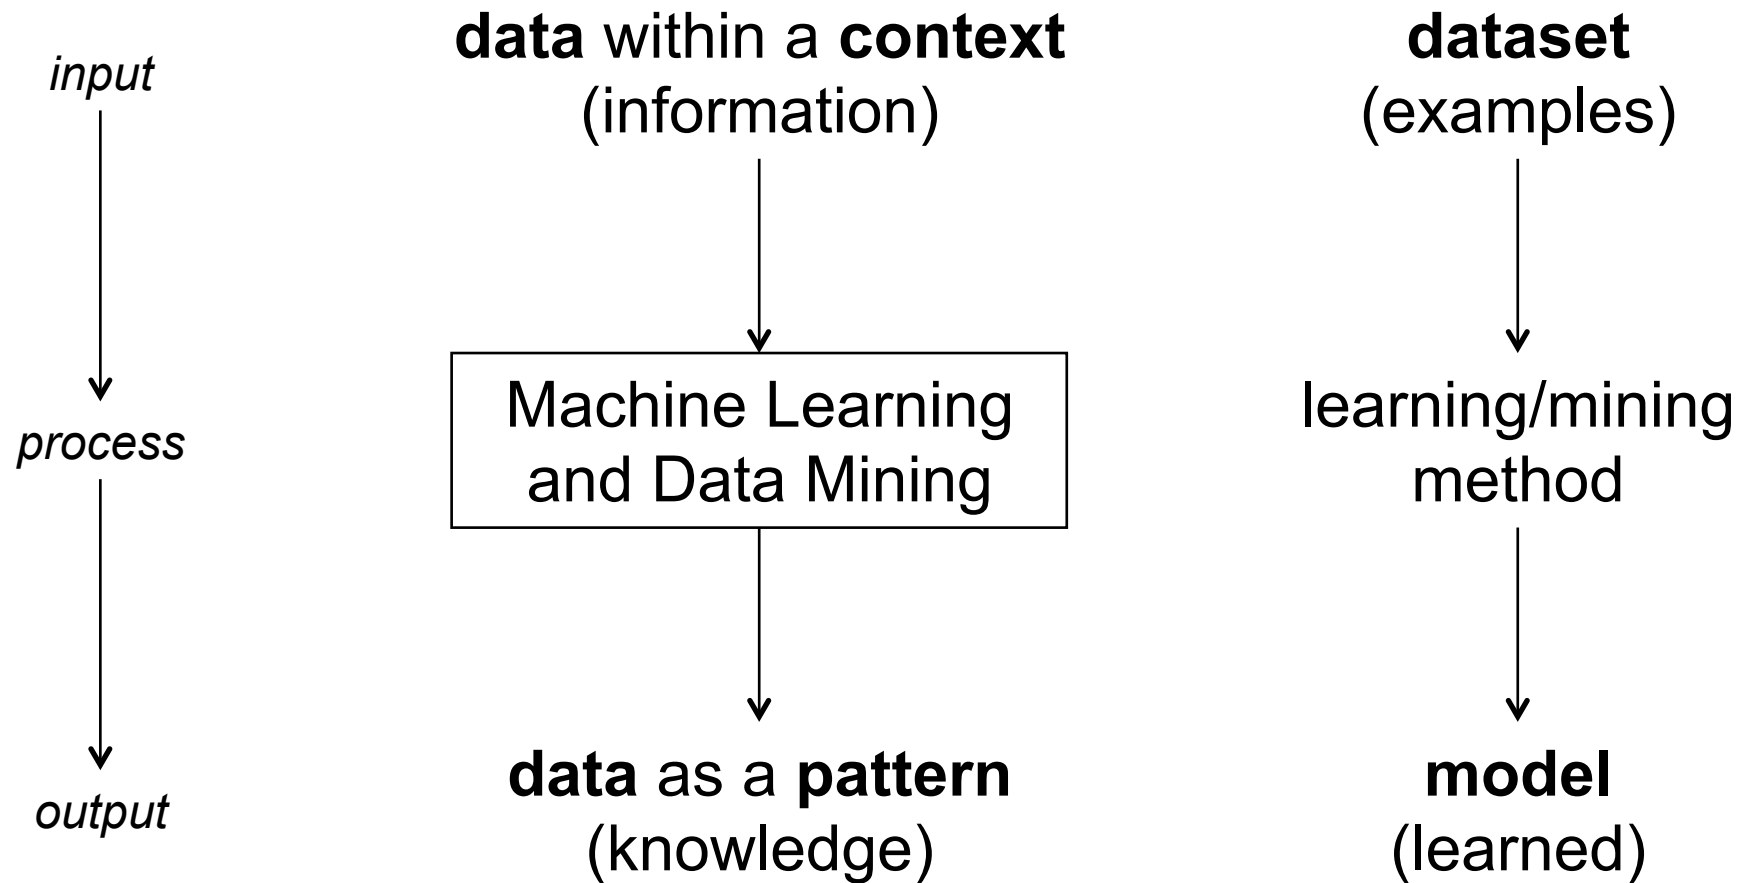 input
process
output
data within a context
(information)
Machine Learning
and Data Mining
data as a pattern
(knowledge)
dataset
(examples)
learning/mining
method
model
(learned)